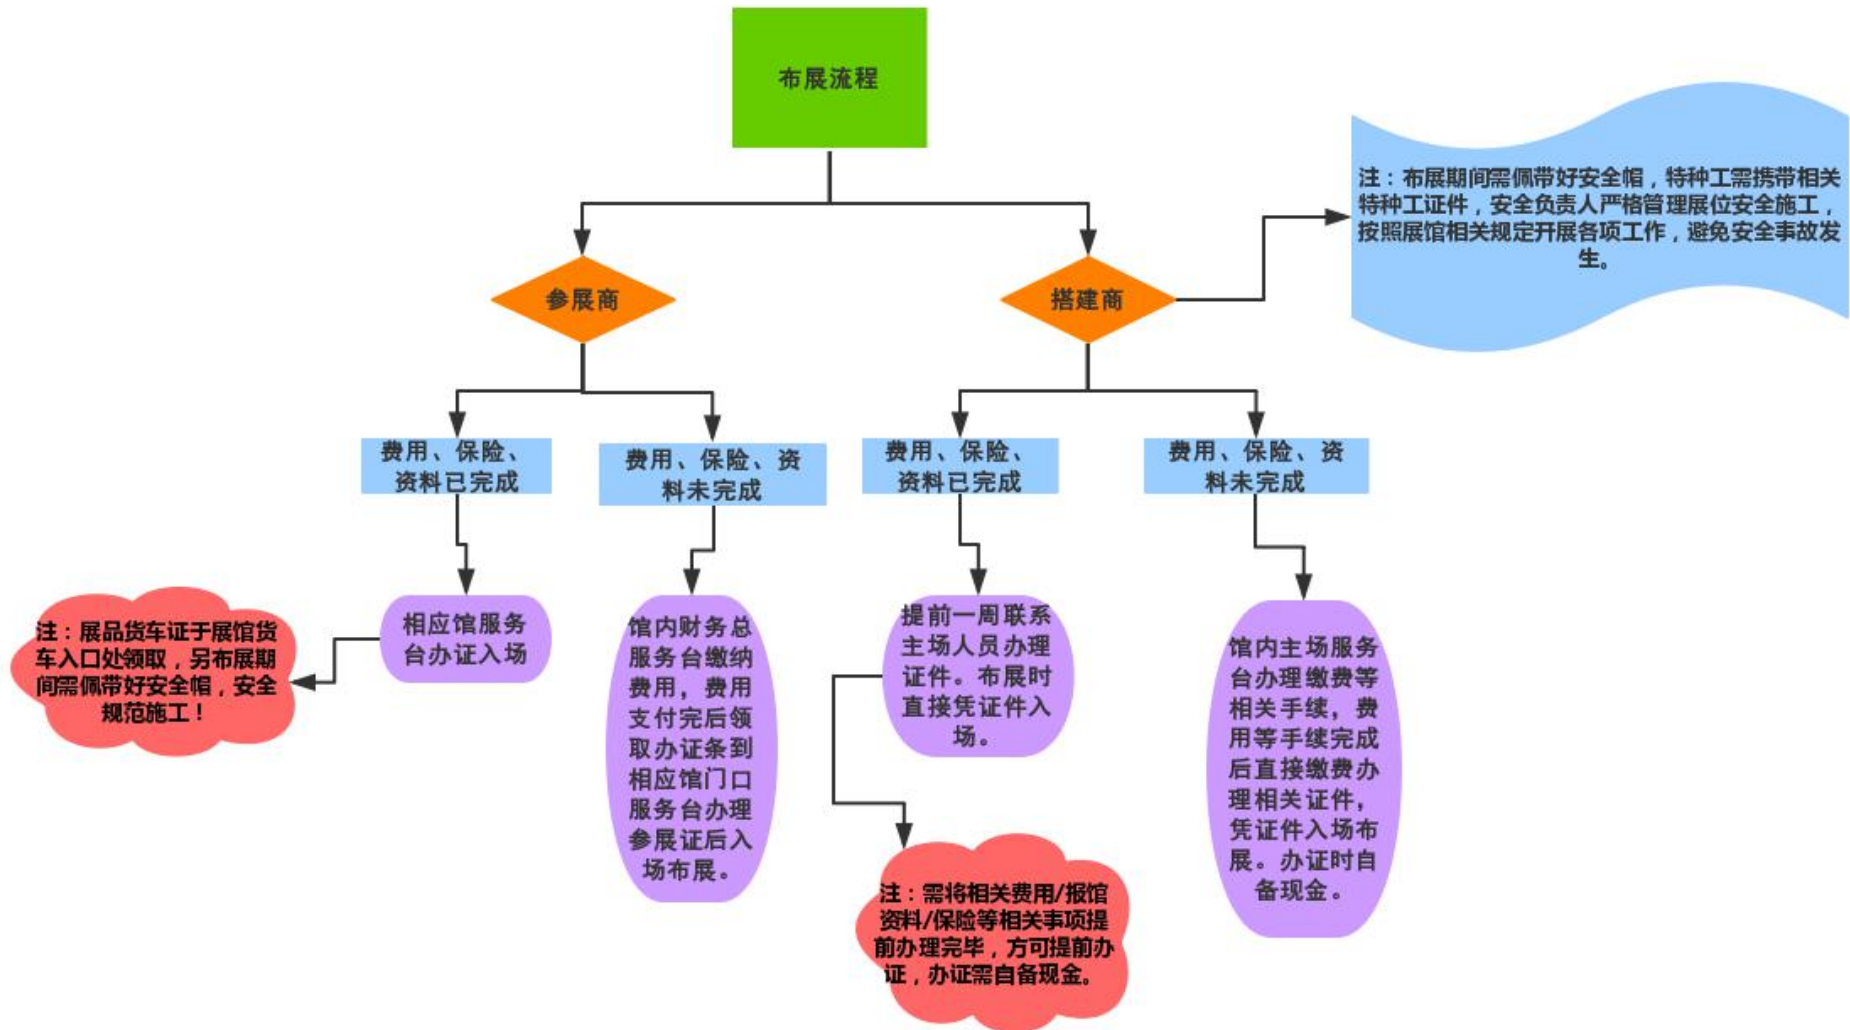 布展流程
注：布展期间需佩带好安全帽，特种工需携带相关
特种工证件，安全负责人严格管理展位安全施工，
按照展馆相关规定开展各项工作，避免安全事故发
生。
参展商
搭建商
费用、保险、
资料已完成
费用、保险、资
料未完成
费用、保险、
资料已完成
费用、保险、资
料未完成
注：展品货车证于展馆货
车入口处领取，另布展期
间需佩带好安全帽，安全
规范施工！
相应馆服务
台办证入场
馆内财务总
服务台缴纳
费用，费用
支付完后领
取办证条到
相应馆门口
服务台办理
参展证后入
场布展。
提前一周联系
主场人员办理
证件。布展时
直接凭证件入
场。
馆内主场服务
台办理缴费等
相关手续，费
用等手续完成
后直接缴费办
理相关证件，
凭证件入场布
展。办证时自
备现金。
注：需将相关费用/报馆
资料/保险等相关事项提
前办理完毕，方可提前办
证，办证需自备现金。